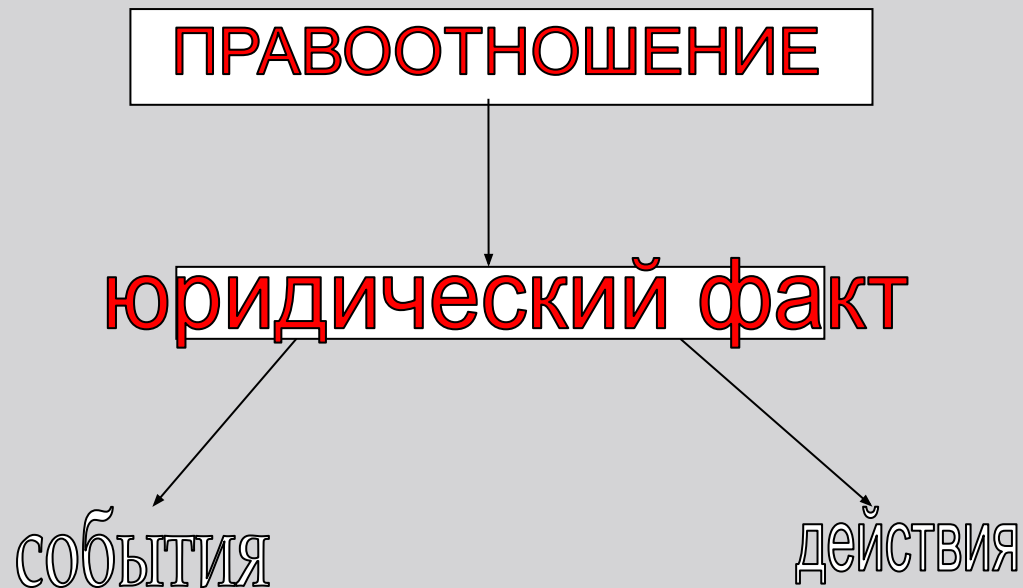 ПРАВООТНОШЕНИЕ
юридический факт
события
действия